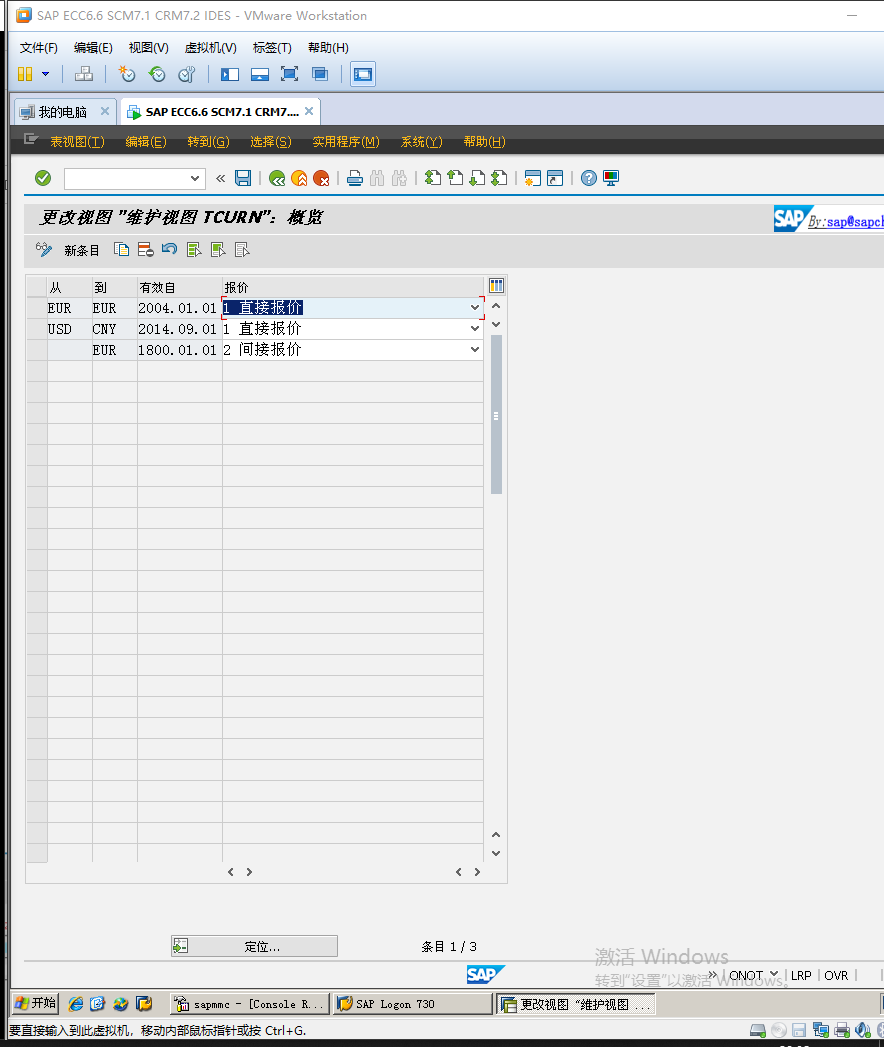 SAP ECC6.6 SCM7.1 CRM7.2 IDES - VMware Workstation
文件(F) 编辑(E) 视图(V) 虚拟机(V) 标签(T) 帮助(H)
我的电脑 SAP ECC6.6 SCM7.1 CRM7....
表视图(T) 编辑(E) 转到(G) 选择(S) 实用程序(M) 系统(Y) 帮助(H)
更改视图 "维护视图 TCURN": 概览
SAP By:sap@sapch
新条目
从 到 有效自 报价
EUR EUR 2004.01.01 1 直接报价
USD CNY 2014.09.01 1 直接报价
EUR 1800.01.01 2 间接报价
定位...
条目 1 / 3
激活 Windows
转到"设置"以激活 Windows。
SAP
» ONOT LRP OVR
开始 sapmmc - [Console R... SAP Logon 730 更改视图 "维护视图 ...
要直接输入到此虚拟机，移动内部鼠标指针或按 Ctrl+G.